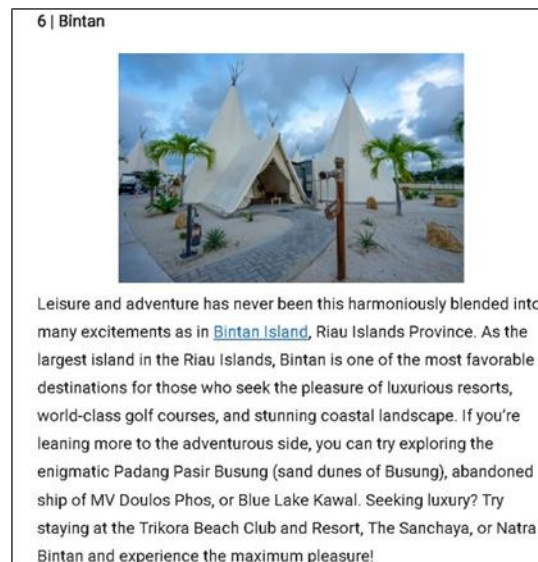 6 | Bintan
Leisure and adventure has never been this harmoniously blended into
many excitements as in Bintan Island, Riau Islands Province. As the
largest island in the Riau Islands, Bintan is one of the most favorable
destinations for those who seek the pleasure of luxurious resorts,
world-class golf courses, and stunning coastal landscape. If you're
leaning more to the adventurous side, you can try exploring the
enigmatic Padang Pasir Busung (sand dunes of Busung), abandoned
ship of MV Doulos Phos, or Blue Lake Kawal. Seeking luxury? Try
staying at the Trikora Beach Club and Resort, The Sanchaya, or Natra
Bintan and experience the maximum pleasure!